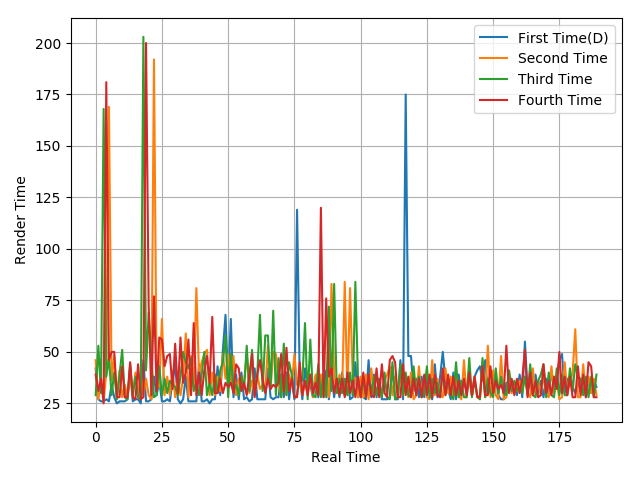 First Time(D)
Second Time
Third Time
Fourth Time
Render Time
200
175
150
125
100
75
50
25
0
25
50
75
100
125
150
175
Real Time